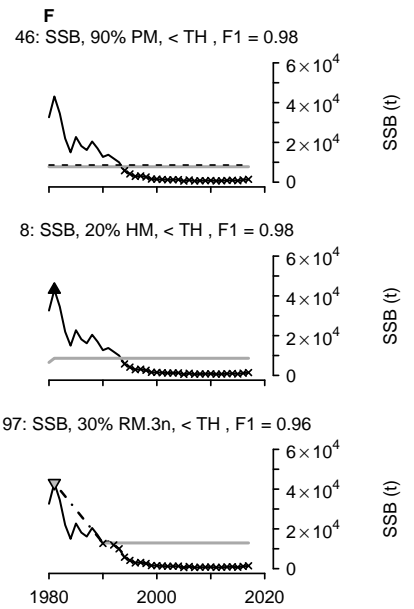 F
46: SSB, 90% PM, < TH , F1 = 0.98
6×10⁴
4×10⁴
2×10⁴
0
SSB (t)
8: SSB, 20% HM, < TH , F1 = 0.98
6×10⁴
4×10⁴
2×10⁴
0
SSB (t)
97: SSB, 30% RM.3n, < TH , F1 = 0.96
6×10⁴
4×10⁴
2×10⁴
0
SSB (t)
1980 2000 2020